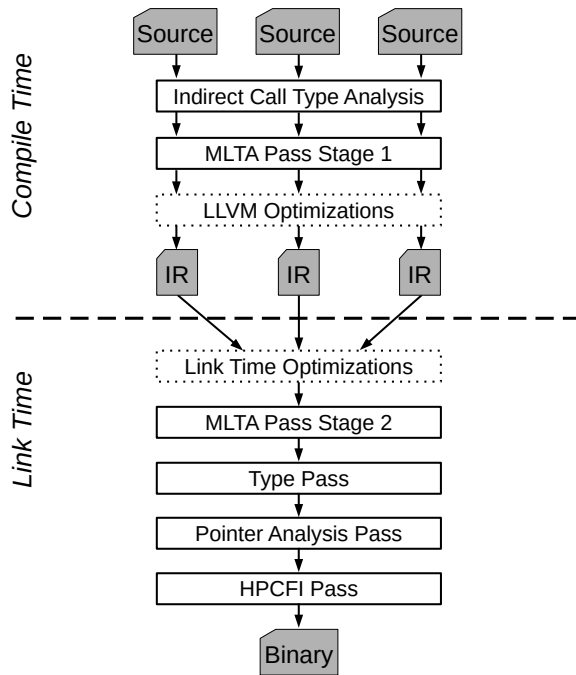 Source Source Source
Compile Time
Indirect Call Type Analysis
MLTA Pass Stage 1
LLVM Optimizations
IR IR IR
Link Time
Link Time Optimizations
MLTA Pass Stage 2
Type Pass
Pointer Analysis Pass
HPCFI Pass
Binary